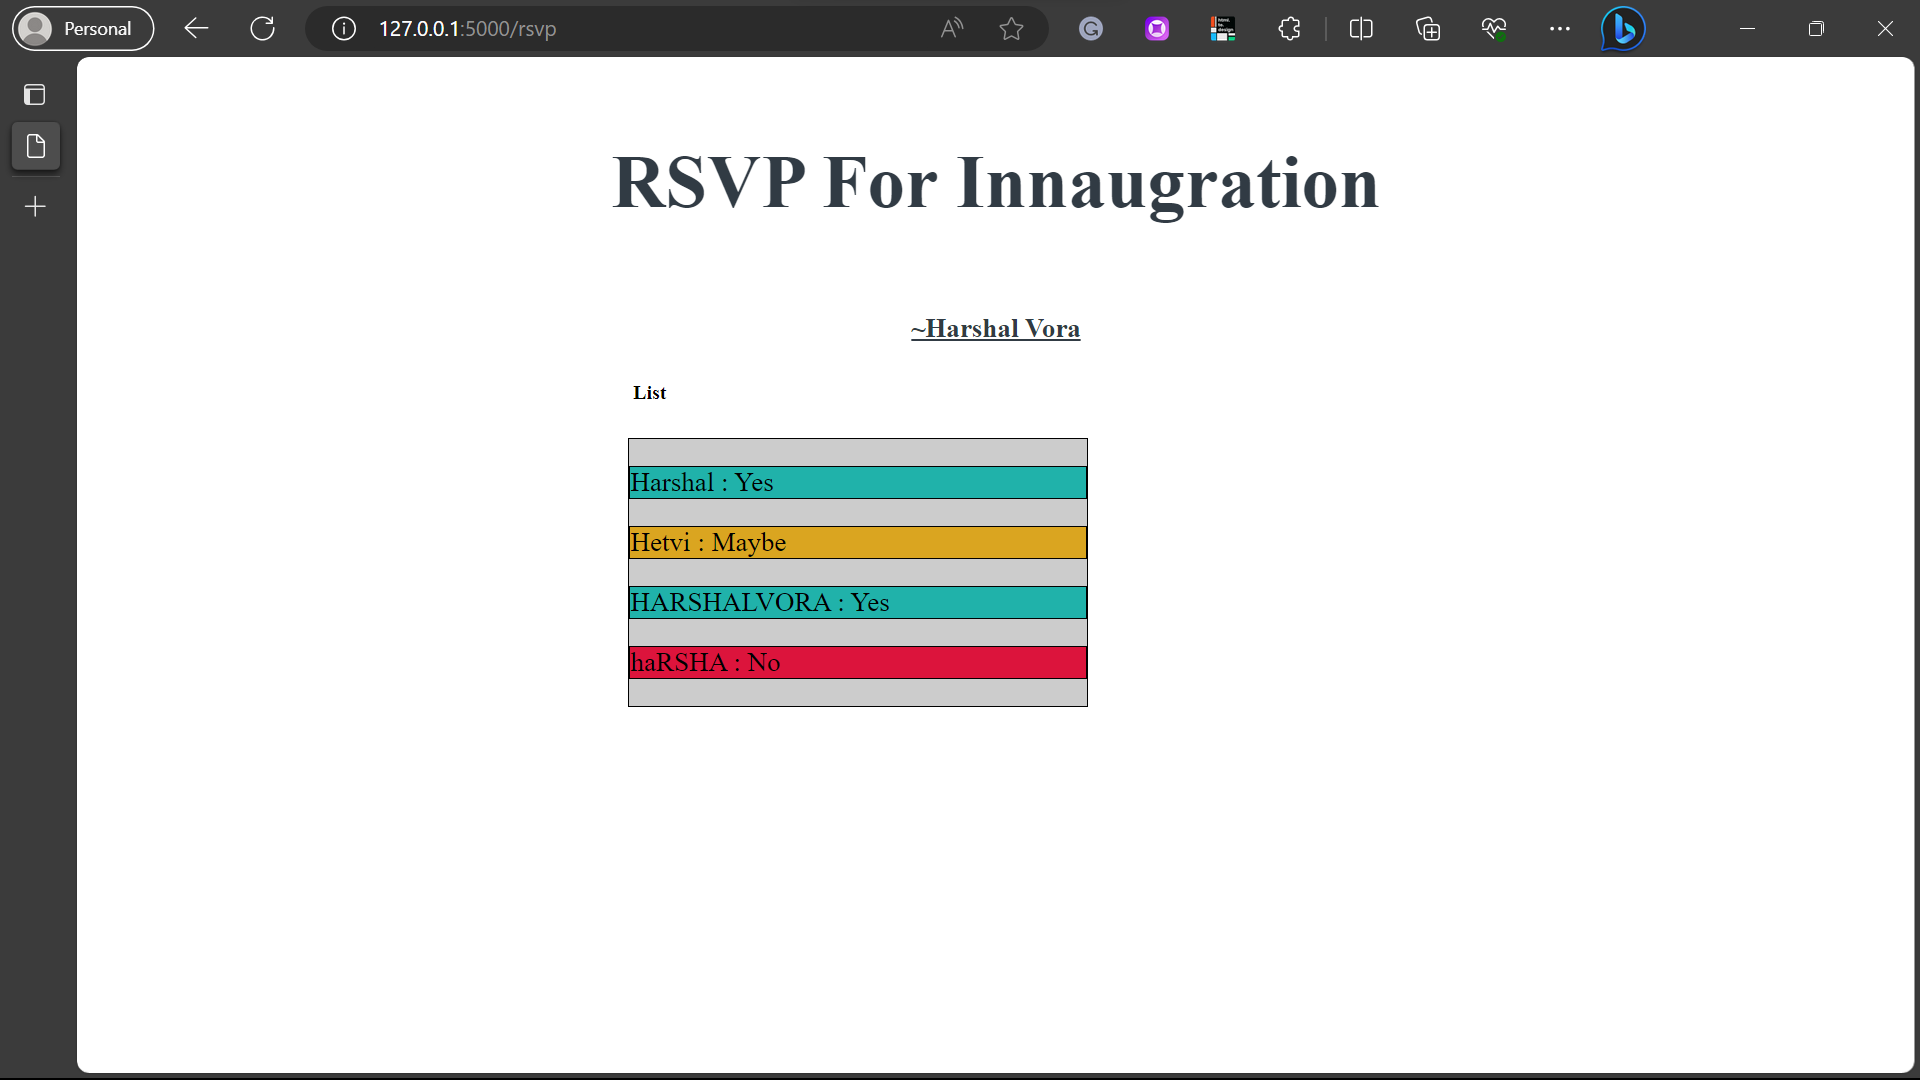 Personal
127.0.0.1:5000/rsvp
RSVP For Innaugration
~Harshal Vora
List
Harshal : Yes
Hetvi : Maybe
HARSHALVORA : Yes
haRSHA : No